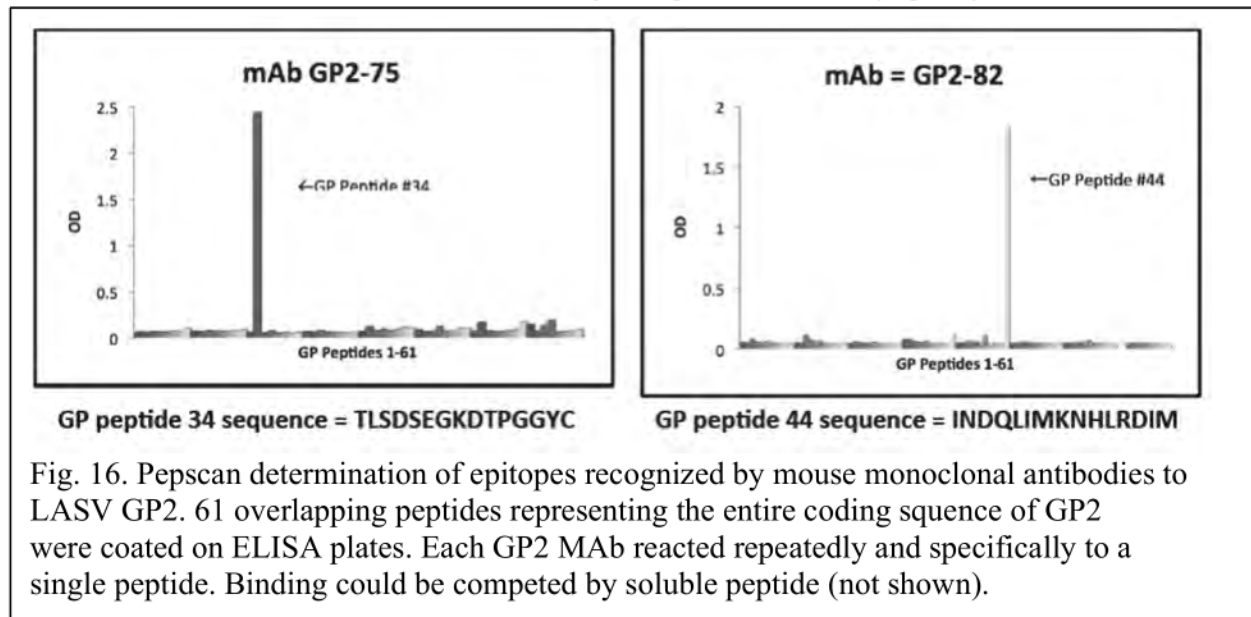 mAb GP2-75
2.5
2
1.5
1
0.5
0
OD
←GP Peptide #34
GP Peptides 1-61
GP peptide 34 sequence = TLSDSEGKDTPGGYC
mAb = GP2-82
2
1.5
1
0.5
0
OD
←GP Peptide #44
GP Peptides 1-61
GP peptide 44 sequence = INDQLIMKNHLRDIM
Fig. 16. Pepscan determination of epitopes recognized by mouse monoclonal antibodies to
LASV GP2. 61 overlapping peptides representing the entire coding squence of GP2
were coated on ELISA plates. Each GP2 MAb reacted repeatedly and specifically to a
single peptide. Binding could be competed by soluble peptide (not shown).